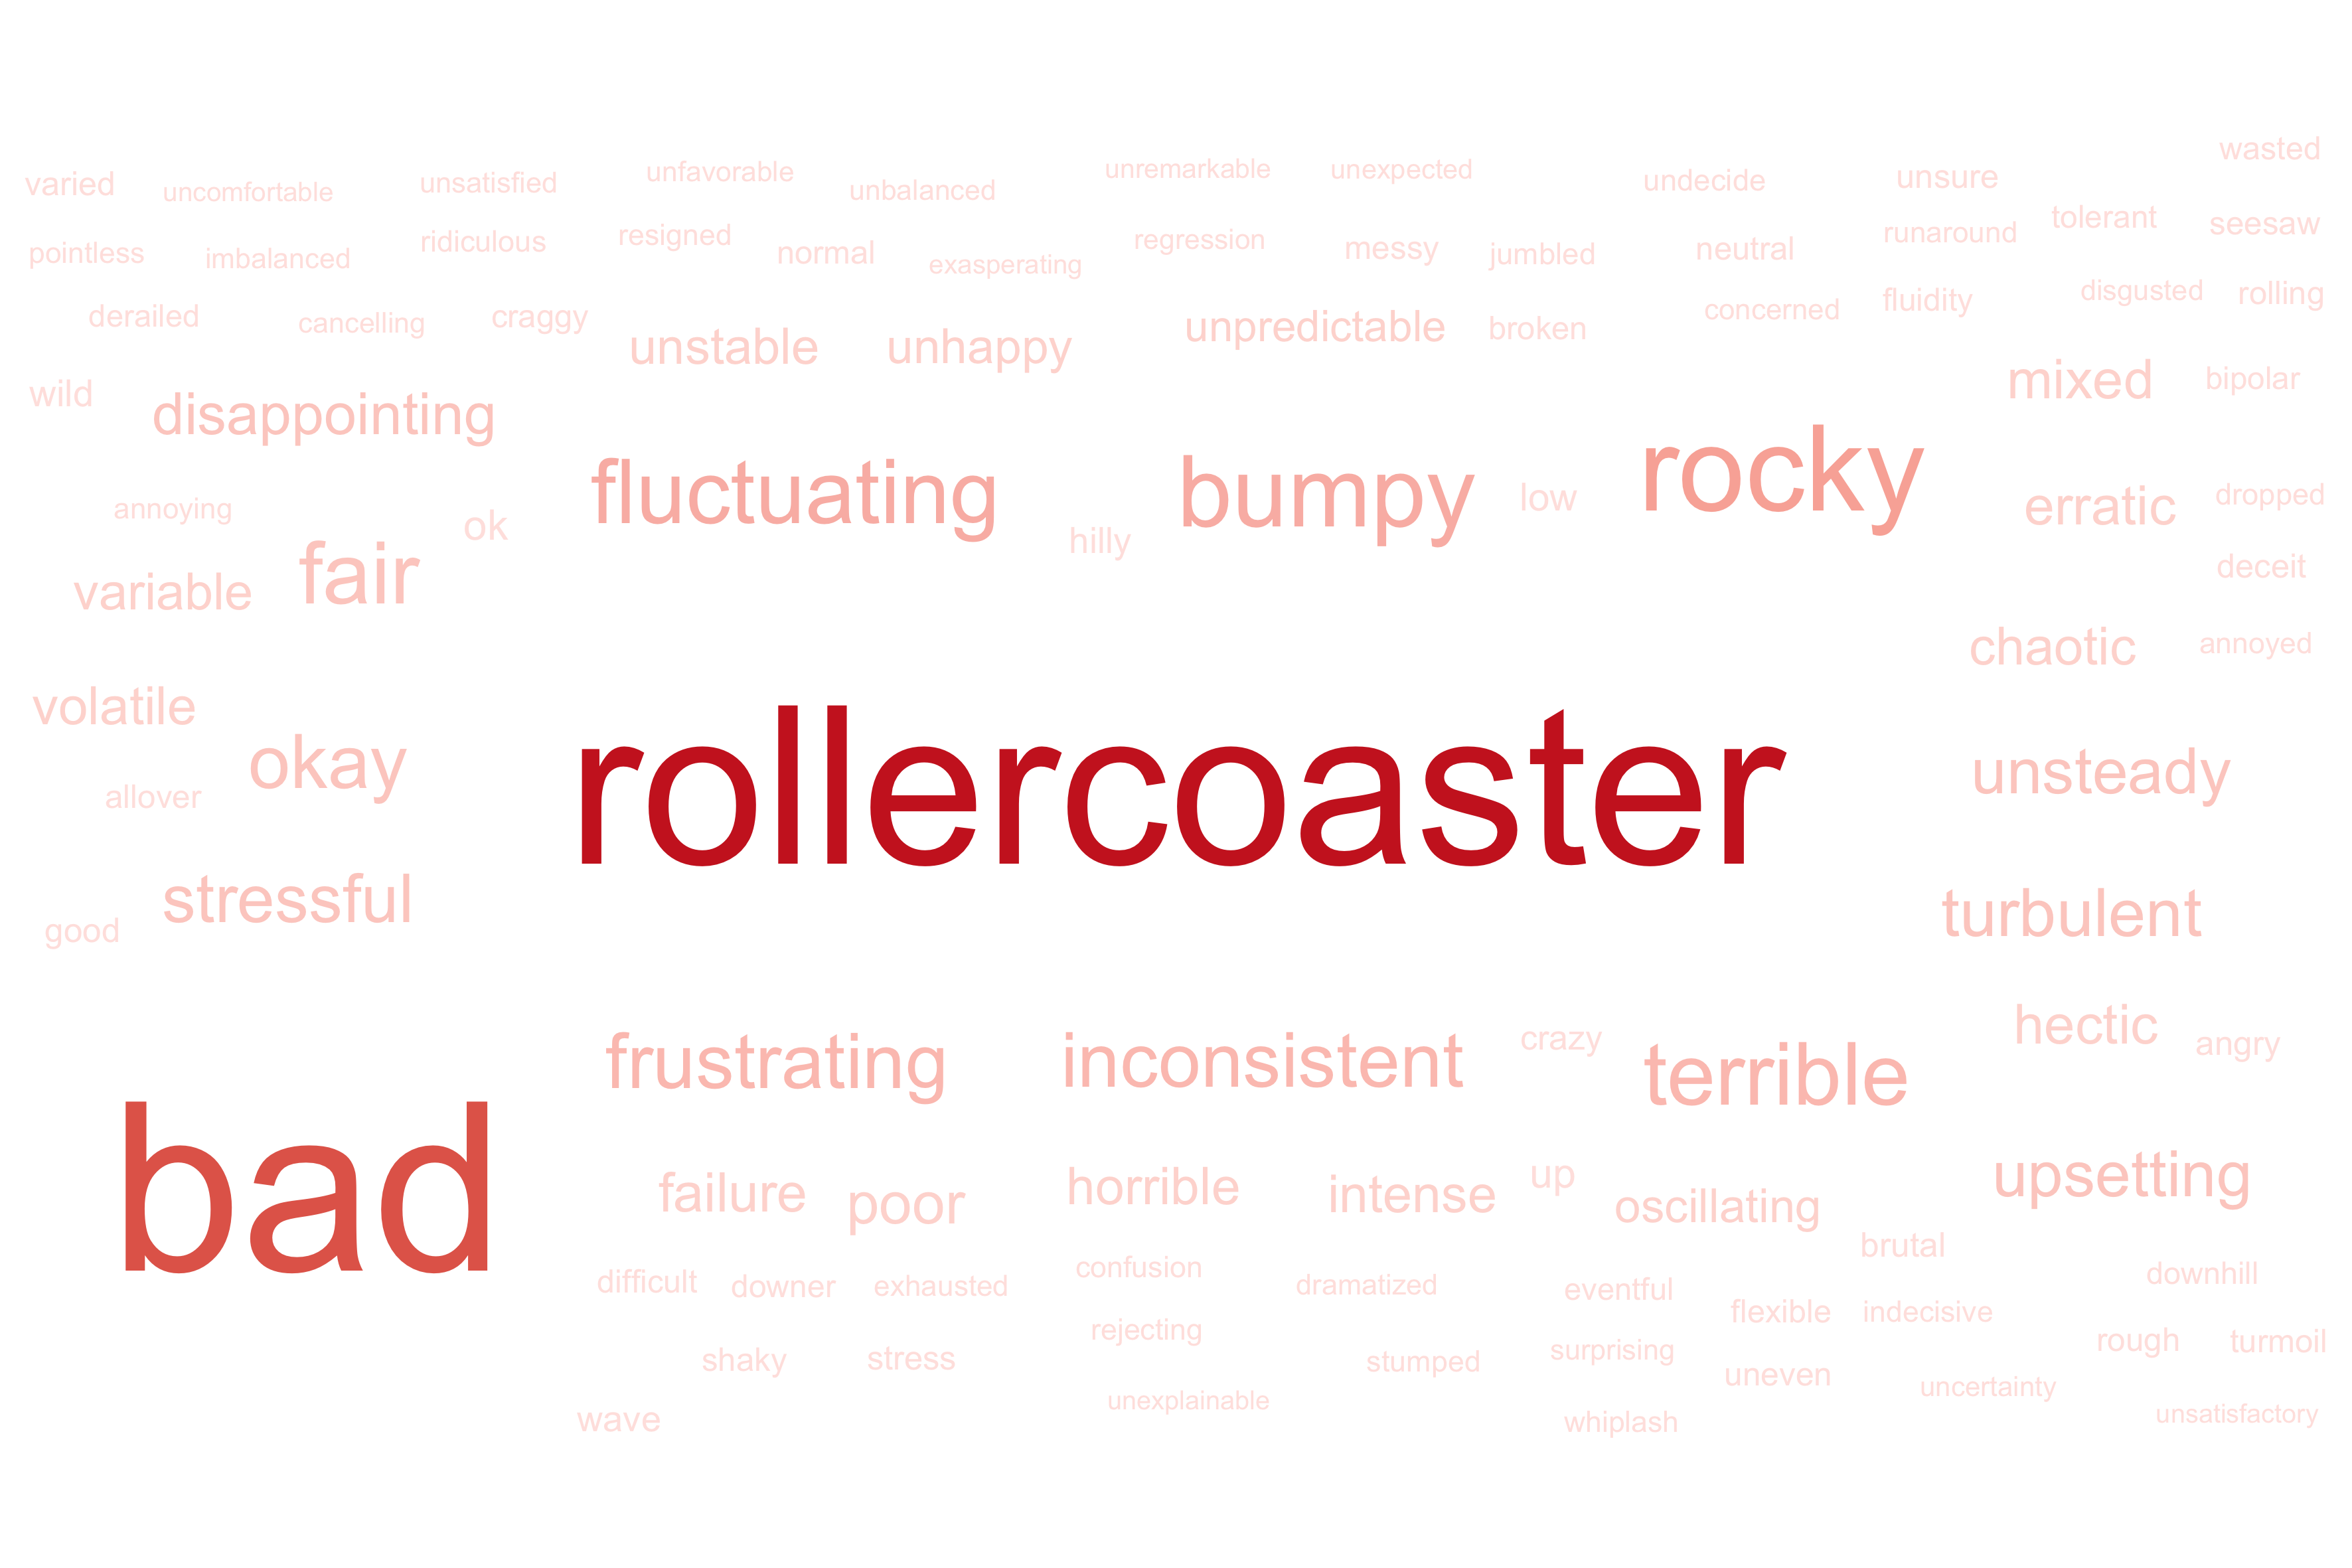 wasted
varied uncomfortable unsatisfied unfavorable unbalanced unremarkable unexpected undecide unsure
pointless imbalanced ridiculous resigned normal exasperating regression messy jumbled neutral runaround tolerant seesaw
derailed cancelling craggy unstable unhappy unpredictable broken concerned fluidity disgusted rolling
wild disappointing mixed bipolar
annoying ok fluctuating hilly bumpy low rocky erratic dropped
variable fair deceit
chaotic annoyed
volatile okay rollercoaster unsteady
allover
good stressful turbulent
frustrating inconsistent crazy terrible hectic angry
bad failure poor horrible intense up oscillating upsetting
difficult downer exhausted confusion dramatized eventful brutal downhill
rejecting flexible indecisive
shaky stress stumped surprising uneven rough turmoil
wave unexplainable whiplash uncertainty unsatisfactory